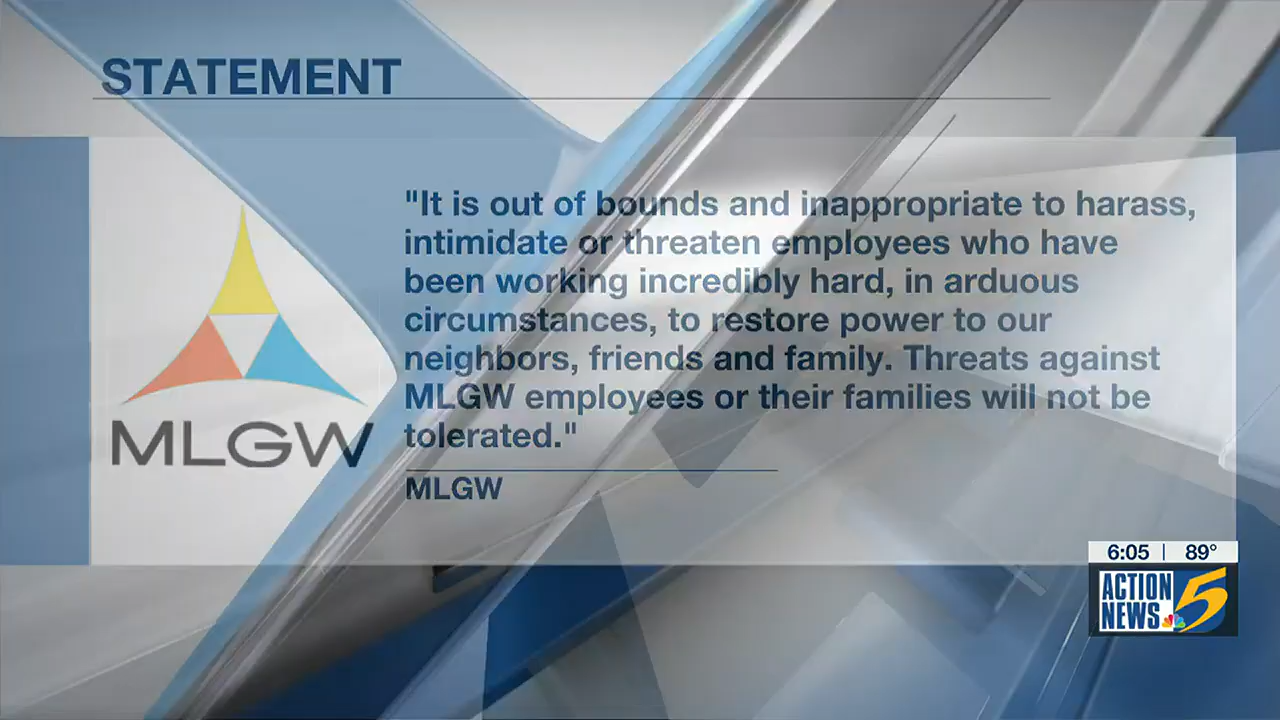 STATEMENT
"It is out of bounds and inappropriate to harass,
intimidate or threaten employees who have
been working incredibly hard, in arduous
circumstances, to restore power to our
neighbors, friends and family. Threats against
MLGW employees or their families will not be
tolerated."
MLGW
MLGW
6:05 | 89°
ACTION
NEWS 5